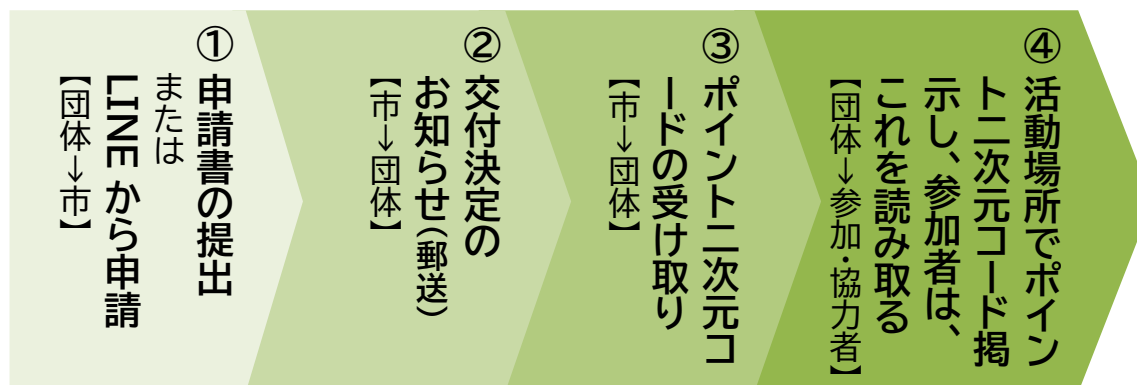 ①
申請書の提出
または
LINEから申請
【団体→市】
②
交付決定の
お知らせ(郵送)
【市→団体】
③
ポイント二次元コ
ードの受け取り
【市→団体】
④
活動場所でポイン
ト二次元コード掲
示し、参加者は、
これを読み取る
【団体→参加・協力者】